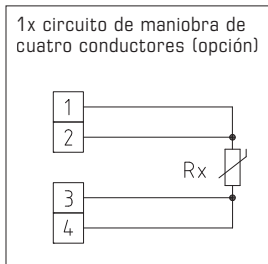 1x circuito de maniobra de
cuatro conductores (opción)
1
2
Rx
3
4